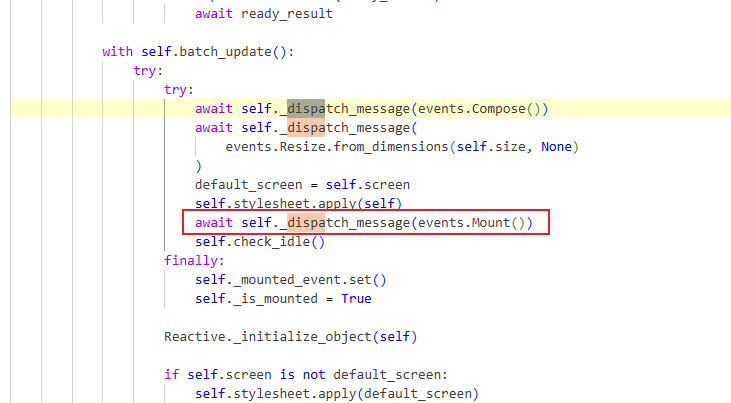 await ready_result
with self.batch_update():
try:
try:
await self._dispatch_message(events.Compose())
await self._dispatch_message(
events.Resize.from_dimensions(self.size, None)
)
default_screen = self.screen
self.stylesheet.apply(self)
await self._dispatch_message(events.Mount())
self.check_idle()
finally:
self._mounted_event.set()
self._is_mounted = True
Reactive._initialize_object(self)
if self.screen is not default_screen:
self.stylesheet.apply(default_screen)